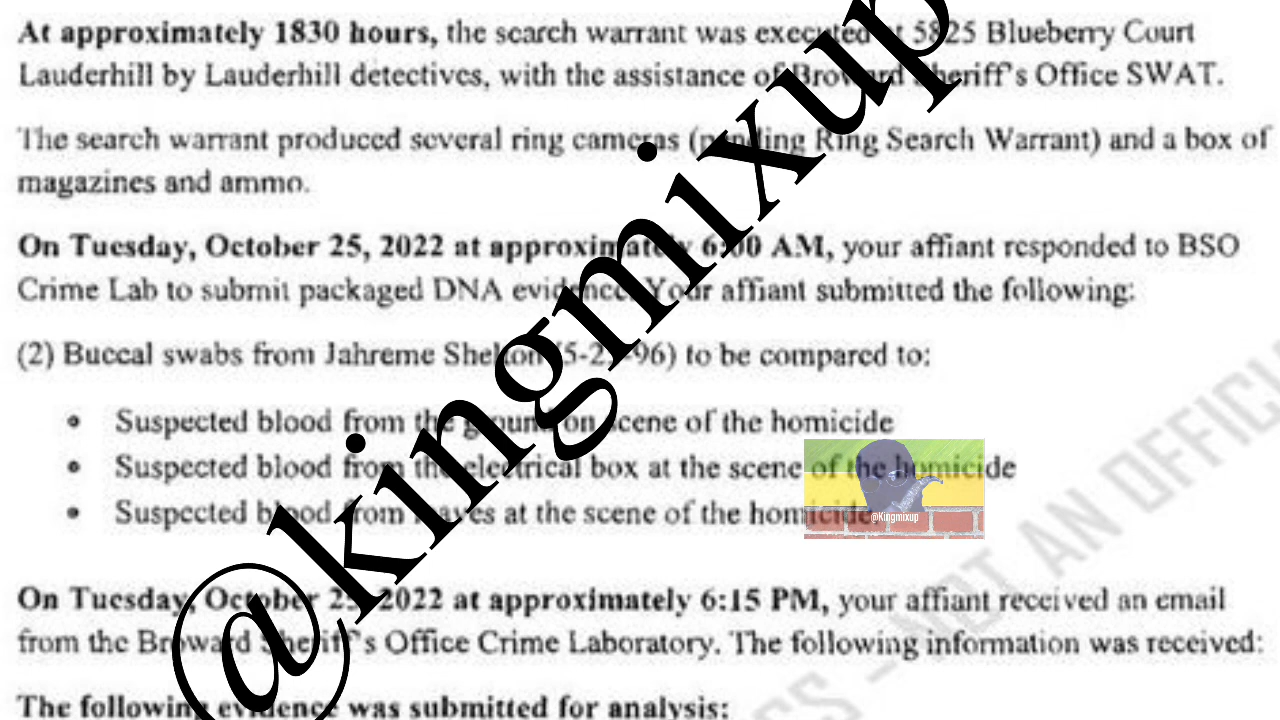 At approximately 1830 hours, the search warrant was executed at 5825 Blueberry Court
Lauderhill by Lauderhill detectives, with the assistance of Broward Sheriff's Office SWAT.
The search warrant produced several ring cameras (pending Ring Search Warrant) and a box of
magazines and ammo.
On Tuesday, October 25, 2022 at approximately 6:00 AM, your affiant responded to BSO
Crime Lab to submit packaged DNA evidence. Your affiant submitted the following:
(2) Buccal swabs from Jahreme Shelton to be compared to:
• Suspected blood from the ground on scene of the homicide
• Suspected blood from the electrical box at the scene of the homicide
• Suspected blood from leaves at the scene of the homicide
On Tuesday, October 25, 2022 at approximately 6:15 PM, your affiant received an email
from the Broward Sheriff's Office Crime Laboratory. The following information was received:
The following evidence was submitted for analysis:
@kingmixup
@Kingmixup
NOT AN